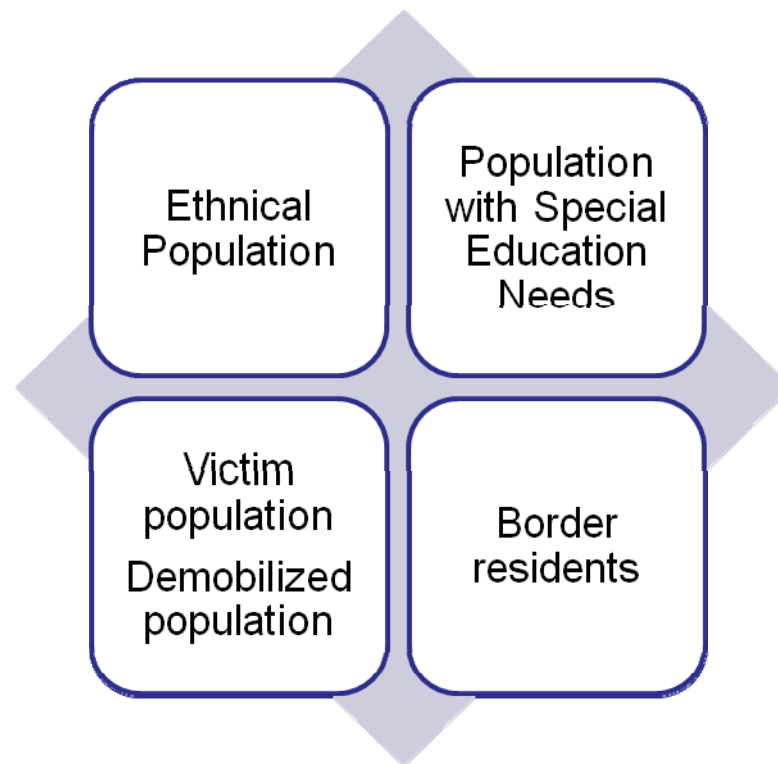 Ethnical
Population
Population
with Special
Education
Needs
Victim
population
Demobilized
population
Border
residents